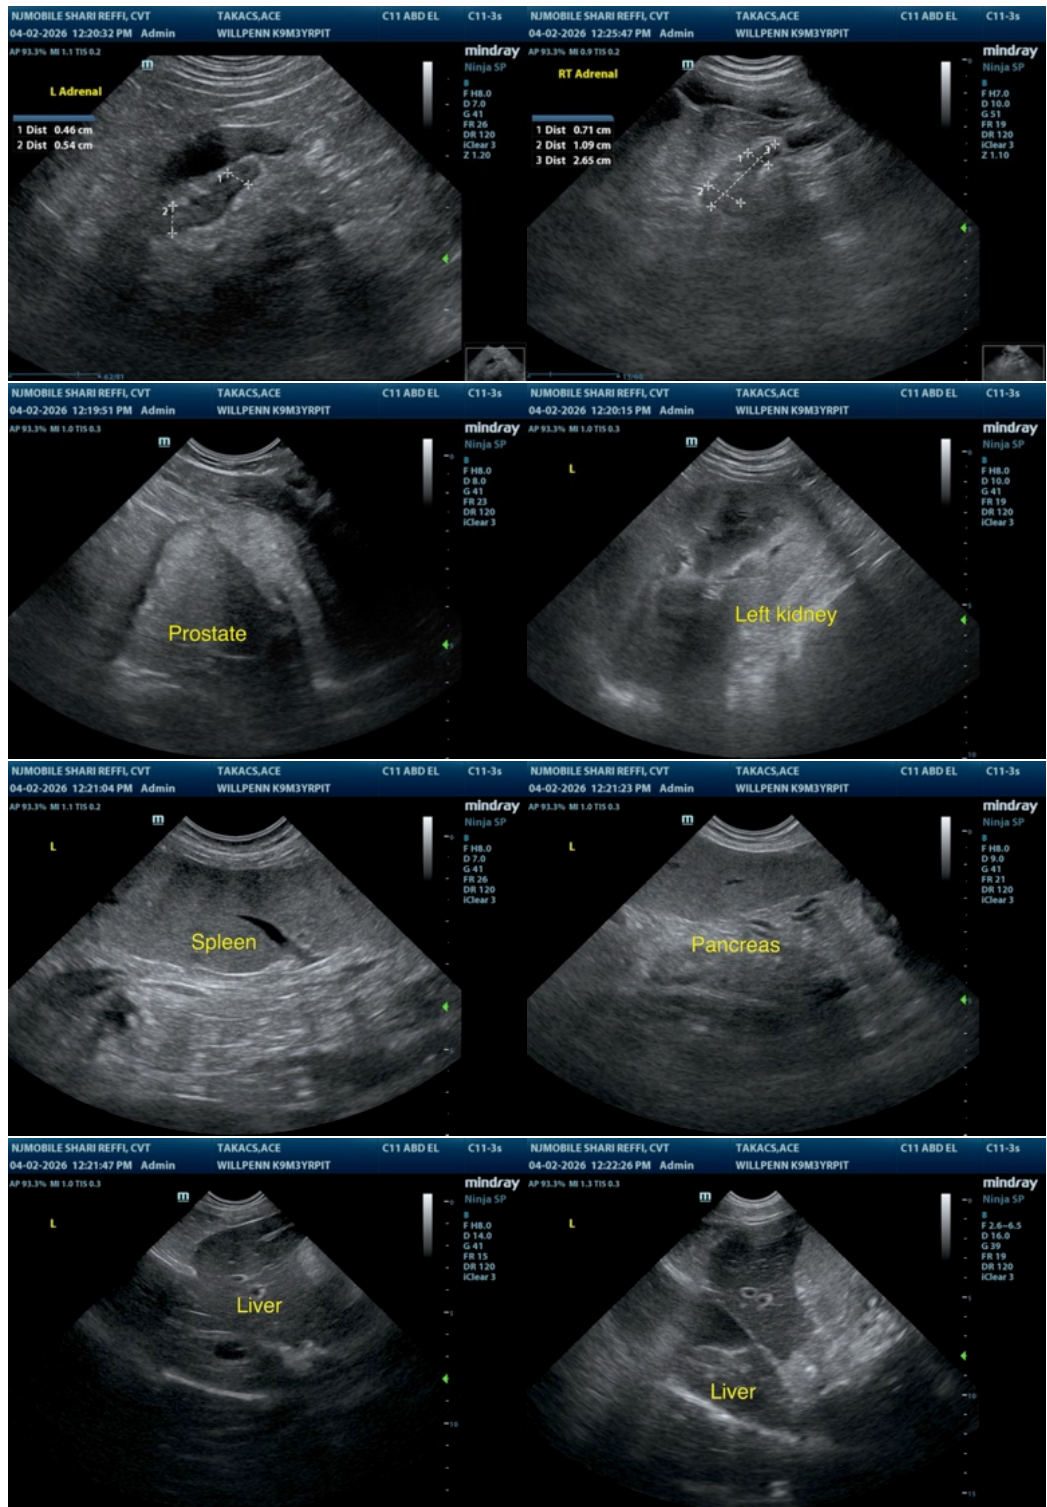 NJMOBILE SHARI REFFI, CVT TAKACS,ACE C11 ABD EL C11-3s
04-02-2026 12:20:32 PM Admin WILLPENN K9M3YRPIT
AP 93.3% MI 1.1 TIS 0.2
mindray
Ninja SP
m
L Adrenal
1 Dist 0.46 cm
2 Dist 0.54 cm
B
F H8.0
D 7.0
G 41
FR 26
DR 120
iClear 3
Z 1.20
1
2
NJMOBILE SHARI REFFI, CVT TAKACS,ACE C11 ABD EL C11-3s
04-02-2026 12:25:47 PM Admin WILLPENN K9M3YRPIT
AP 93.3% MI 0.9 TIS 0.2
mindray
Ninja SP
m
RT Adrenal
1 Dist 0.71 cm
2 Dist 1.09 cm
3 Dist 2.65 cm
B
F H7.0
D 10.0
G 51
FR 19
DR 120
iClear 3
Z 1.10
1
3
2
NJMOBILE SHARI REFFI, CVT TAKACS,ACE C11 ABD EL C11-3s
04-02-2026 12:19:51 PM Admin WILLPENN K9M3YRPIT
AP 93.3% MI 1.0 TIS 0.3
mindray
Ninja SP
m
B
F H8.0
D 8.0
G 41
FR 23
DR 120
iClear 3
Prostate
NJMOBILE SHARI REFFI, CVT TAKACS,ACE C11 ABD EL C11-3s
04-02-2026 12:20:15 PM Admin WILLPENN K9M3YRPIT
AP 93.3% MI 1.0 TIS 0.3
mindray
Ninja SP
m
L
B
F H8.0
D 10.0
G 41
FR 19
DR 120
iClear 3
5
Left kidney
10
NJMOBILE SHARI REFFI, CVT TAKACS,ACE C11 ABD EL C11-3s
04-02-2026 12:21:04 PM Admin WILLPENN K9M3YRPIT
AP 93.3% MI 1.1 TIS 0.2
mindray
Ninja SP
m
L
B
F H8.0
D 7.0
G 41
FR 26
DR 120
iClear 3
Spleen
NJMOBILE SHARI REFFI, CVT TAKACS,ACE C11 ABD EL C11-3s
04-02-2026 12:21:23 PM Admin WILLPENN K9M3YRPIT
AP 93.3% MI 1.0 TIS 0.3
mindray
Ninja SP
m
L
B
F H8.0
D 9.0
G 41
FR 21
DR 120
iClear 3
Pancreas
NJMOBILE SHARI REFFI, CVT TAKACS,ACE C11 ABD EL C11-3s
04-02-2026 12:21:47 PM Admin WILLPENN K9M3YRPIT
AP 93.3% MI 1.0 TIS 0.3
mindray
Ninja SP
m
L
B
F H8.0
D 14.0
G 41
FR 15
DR 120
iClear 3
Liver
5
10
NJMOBILE SHARI REFFI, CVT TAKACS,ACE C11 ABD EL C11-3s
04-02-2026 12:22:26 PM Admin WILLPENN K9M3YRPIT
AP 93.3% MI 1.3 TIS 0.3
mindray
Ninja SP
m
L
B
F 2.6-6.5
D 16.0
G 39
FR 19
DR 120
iClear 3
5
Liver
10
15